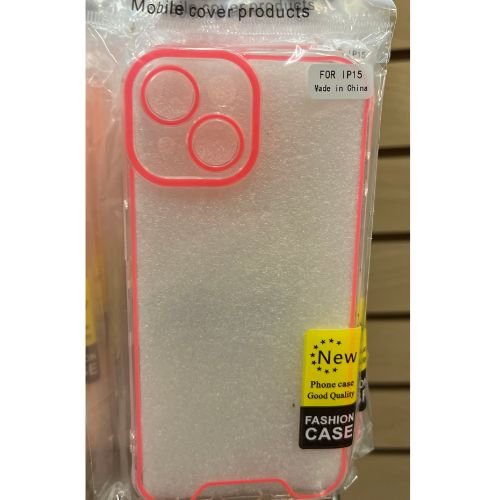 Mobile cover products
FOR IP15
Made in China
New
Phone case
Good Quality
FASHION
CASE